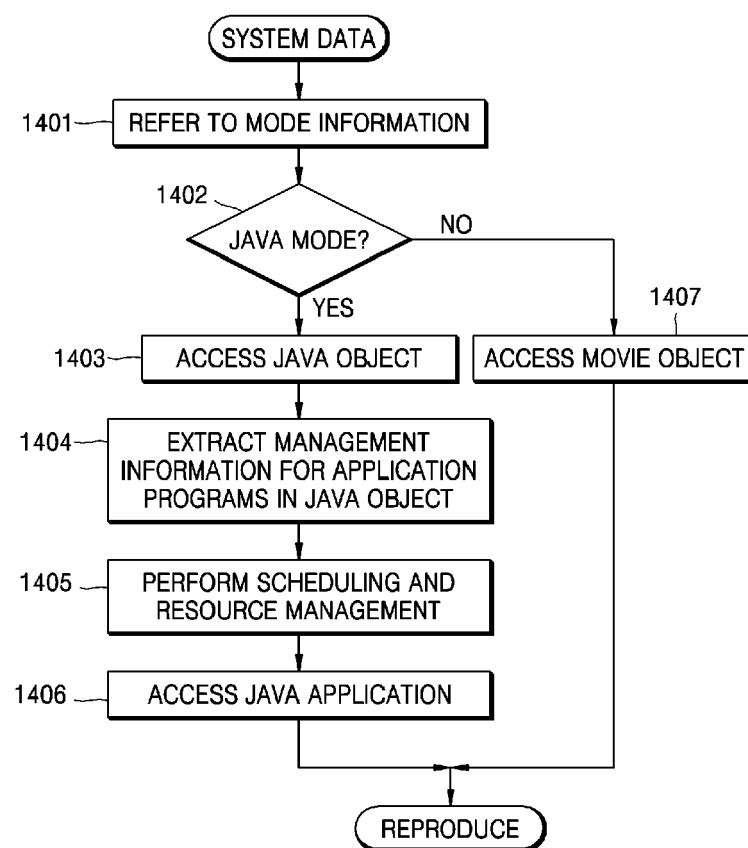 SYSTEM DATA
1401
REFER TO MODE INFORMATION
1402
JAVA MODE?
NO
YES
1403
ACCESS JAVA OBJECT
1407
ACCESS MOVIE OBJECT
1404
EXTRACT MANAGEMENT
INFORMATION FOR APPLICATION
PROGRAMS IN JAVA OBJECT
1405
PERFORM SCHEDULING AND
RESOURCE MANAGEMENT
1406
ACCESS JAVA APPLICATION
REPRODUCE